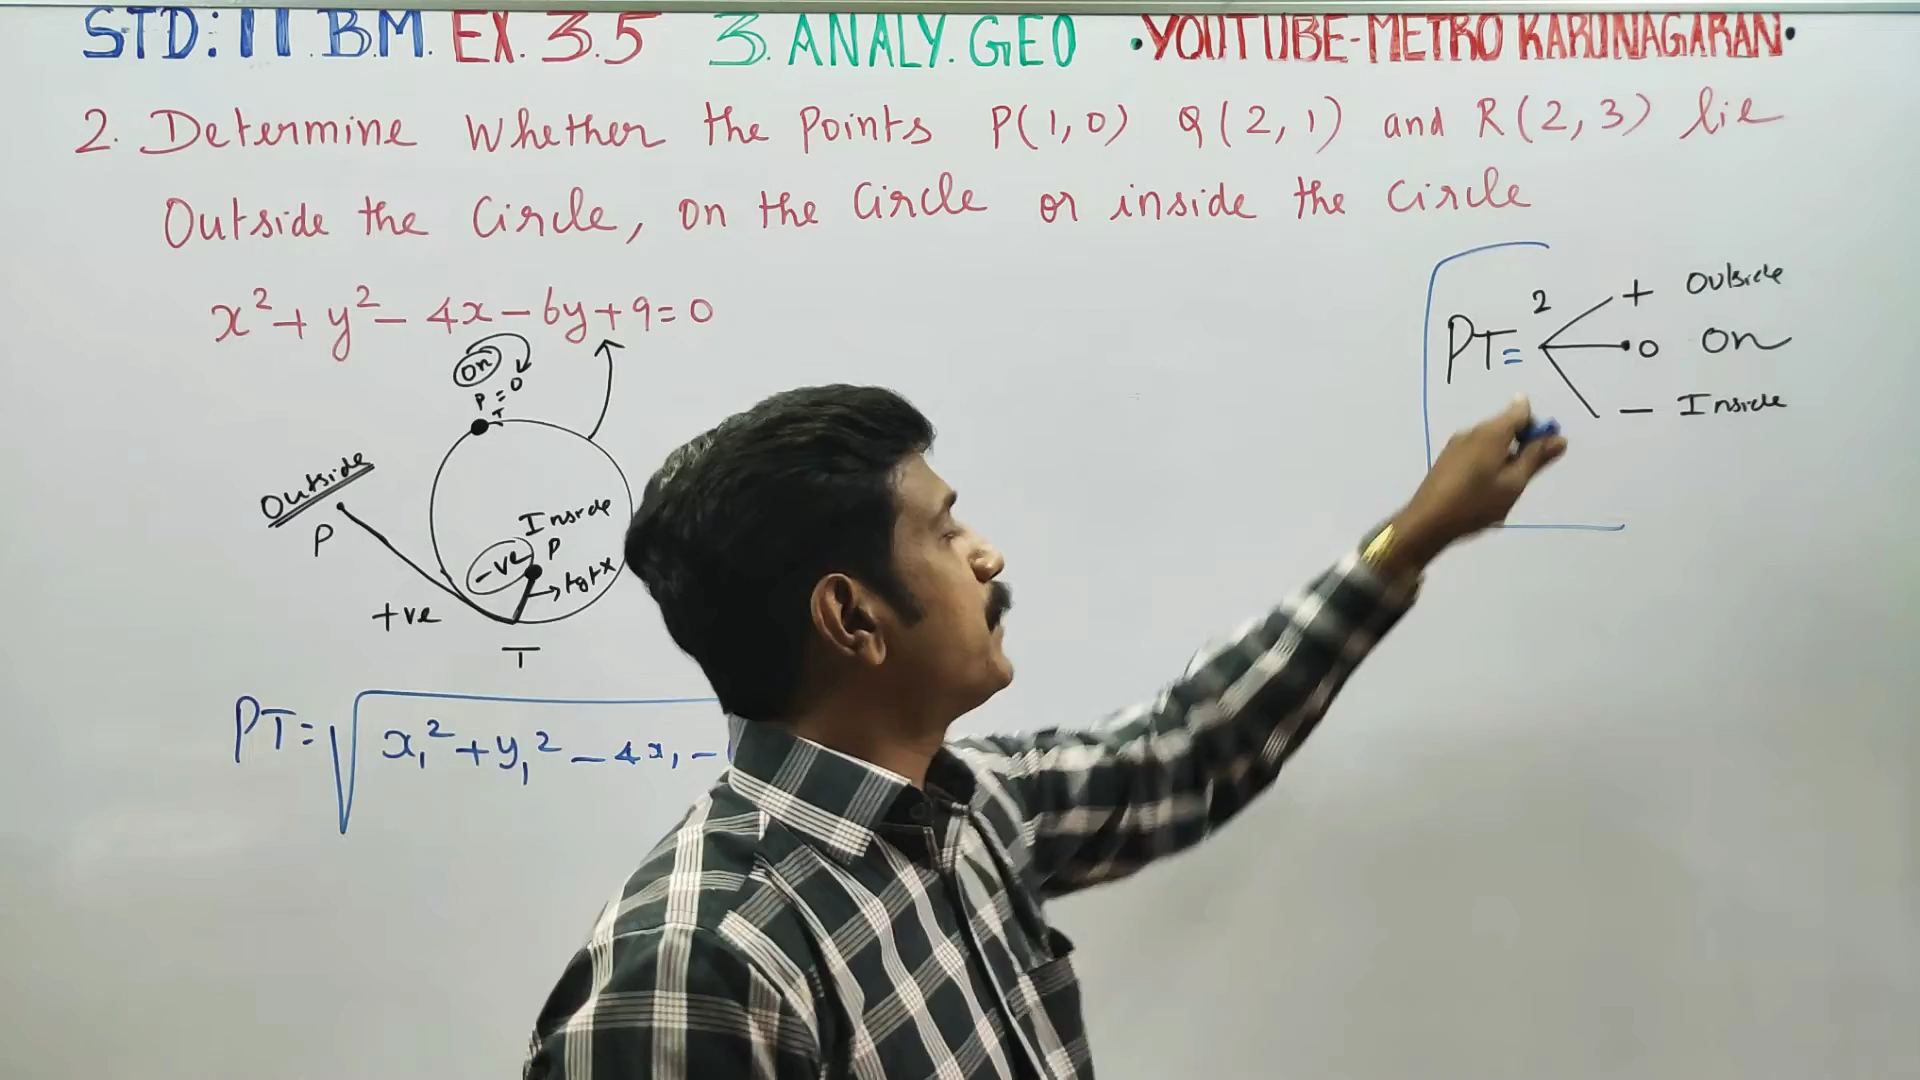 STD: 11.B.M. EX. 3.5 3. ANALY. GEO •YOUTUBE-METRO KARUNAGARAN•
2. Determine whether the points P(1,0) Q(2,1) and R(2,3) lie
Outside the Circle, on the Circle or inside the Circle
x² + y² - 4x - 6y + 9 = 0
PT² =
+ Outside
0 On
- Inside
On
P = 0
T
Outside
P
Inside
-ve P
→ tgt x
+ve
T
PT = √ x₁² + y₁² - 4x₁ -